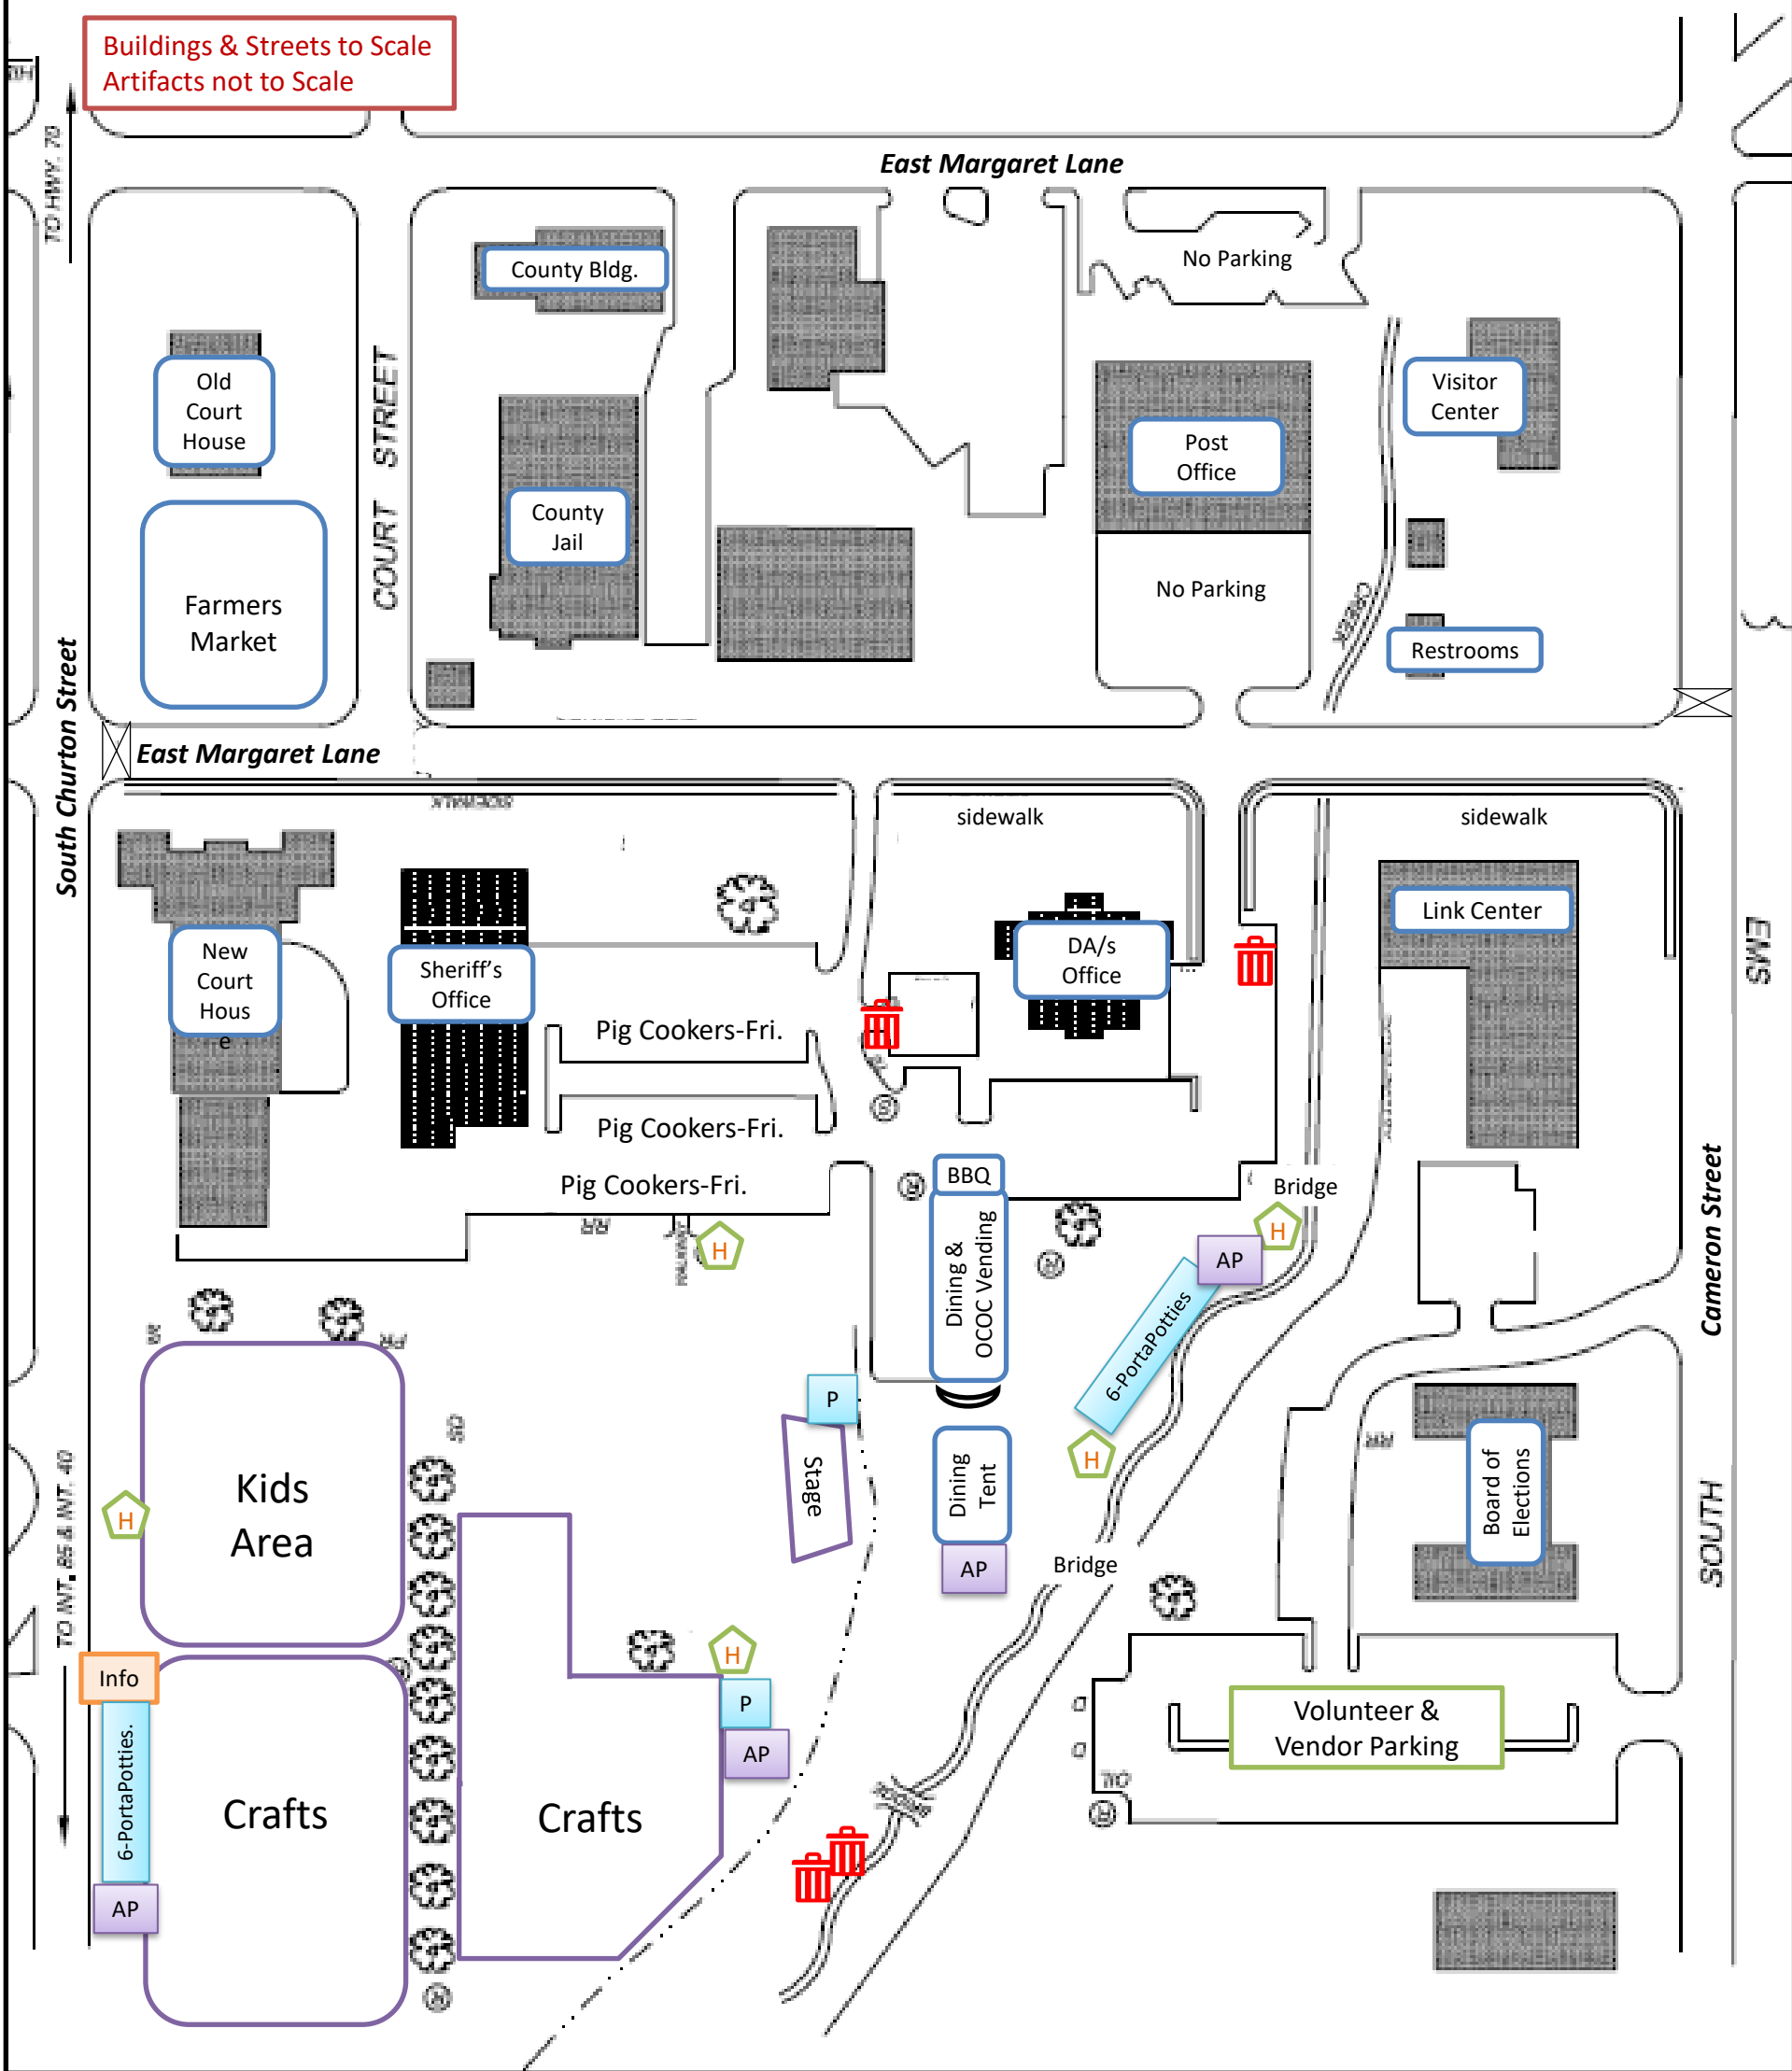 Buildings & Streets to Scale
Artifacts not to Scale
TO HWY. 70
East Margaret Lane
County Bldg.
No Parking
Old
Court
House
COURT STREET
Visitor
Center
Post
Office
County
Jail
Farmers
Market
No Parking
CREEK
Restrooms
South Churton Street
East Margaret Lane
SIDEWALK
sidewalk
sidewalk
New
Court
Hous
e
Sheriff's
Office
DA/s
Office
Link Center
EMS
Pig Cookers-Fri.
Pig Cookers-Fri.
Pig Cookers-Fri.
BBQ
Dining &
OCOC Vending
Bridge
H
H
AP
6-PortaPotties
Cameron Street
P
Stage
Dining
Tent
AP
H
Kids
Area
H
Board of
Elections
SOUTH
Bridge
TO INT. 85 & INT. 40
Info
6-PortaPotties.
AP
Crafts
Crafts
H
P
AP
Volunteer &
Vendor Parking